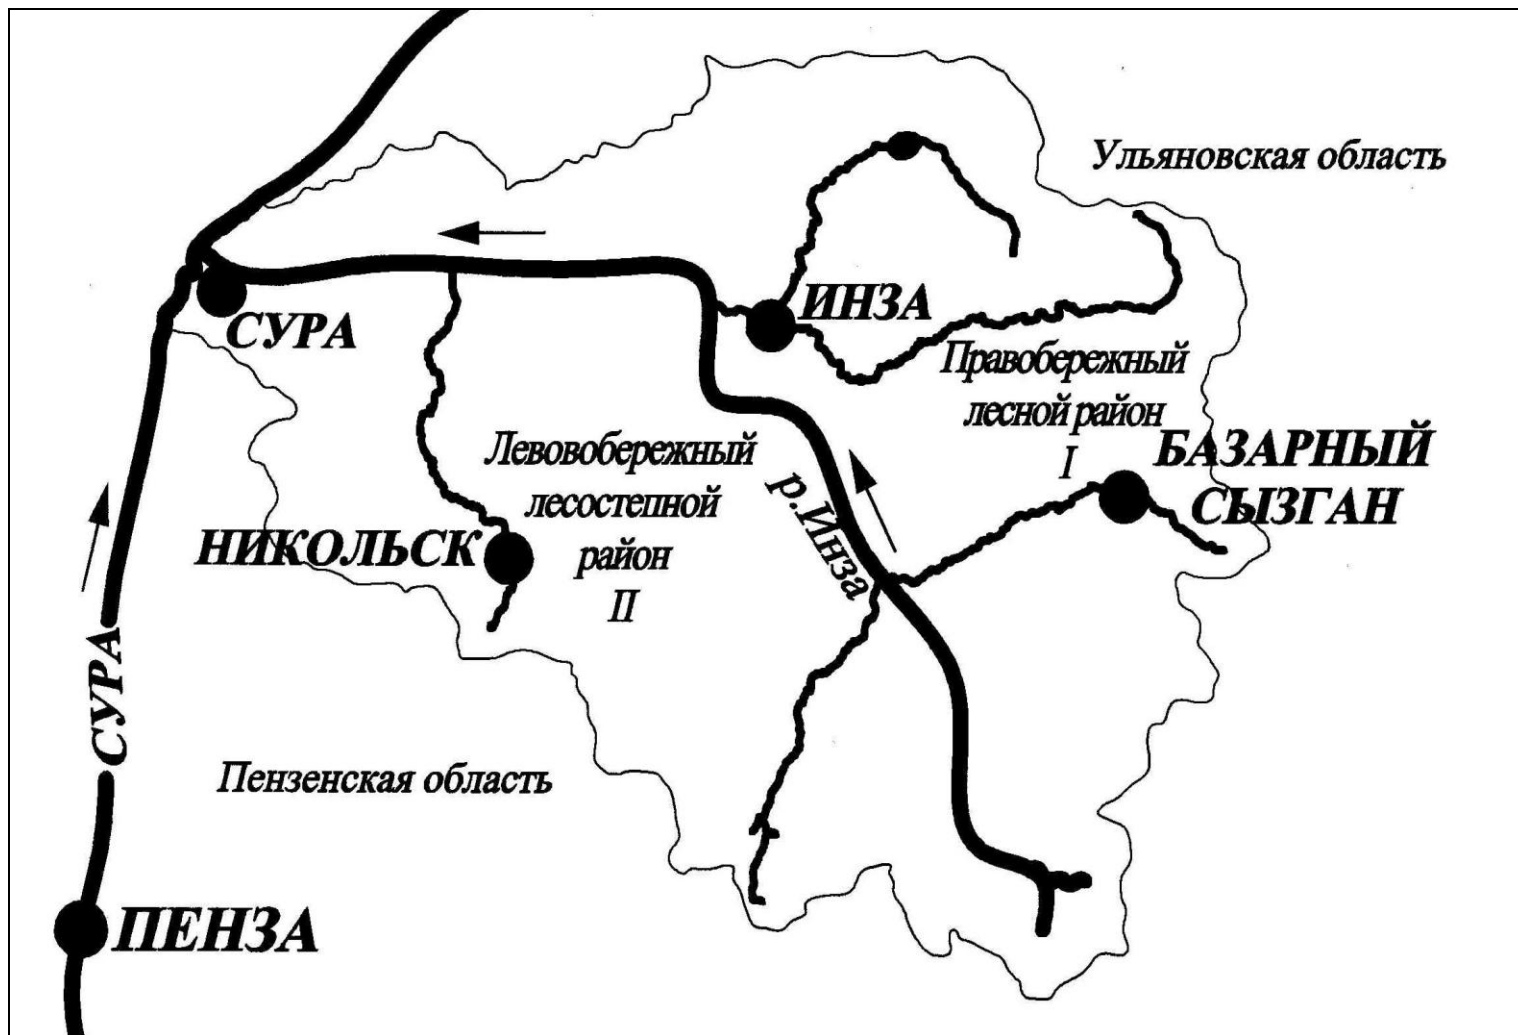 Ульяновская область
ИНЗА
СУРА
Правобережный
лесной район
I
БАЗАРНЫЙ
СЫЗГАН
Левовобережный
лесостепной
район
II
р.Инза
НИКОЛЬСК
СУРА
Пензенская область
ПЕНЗА